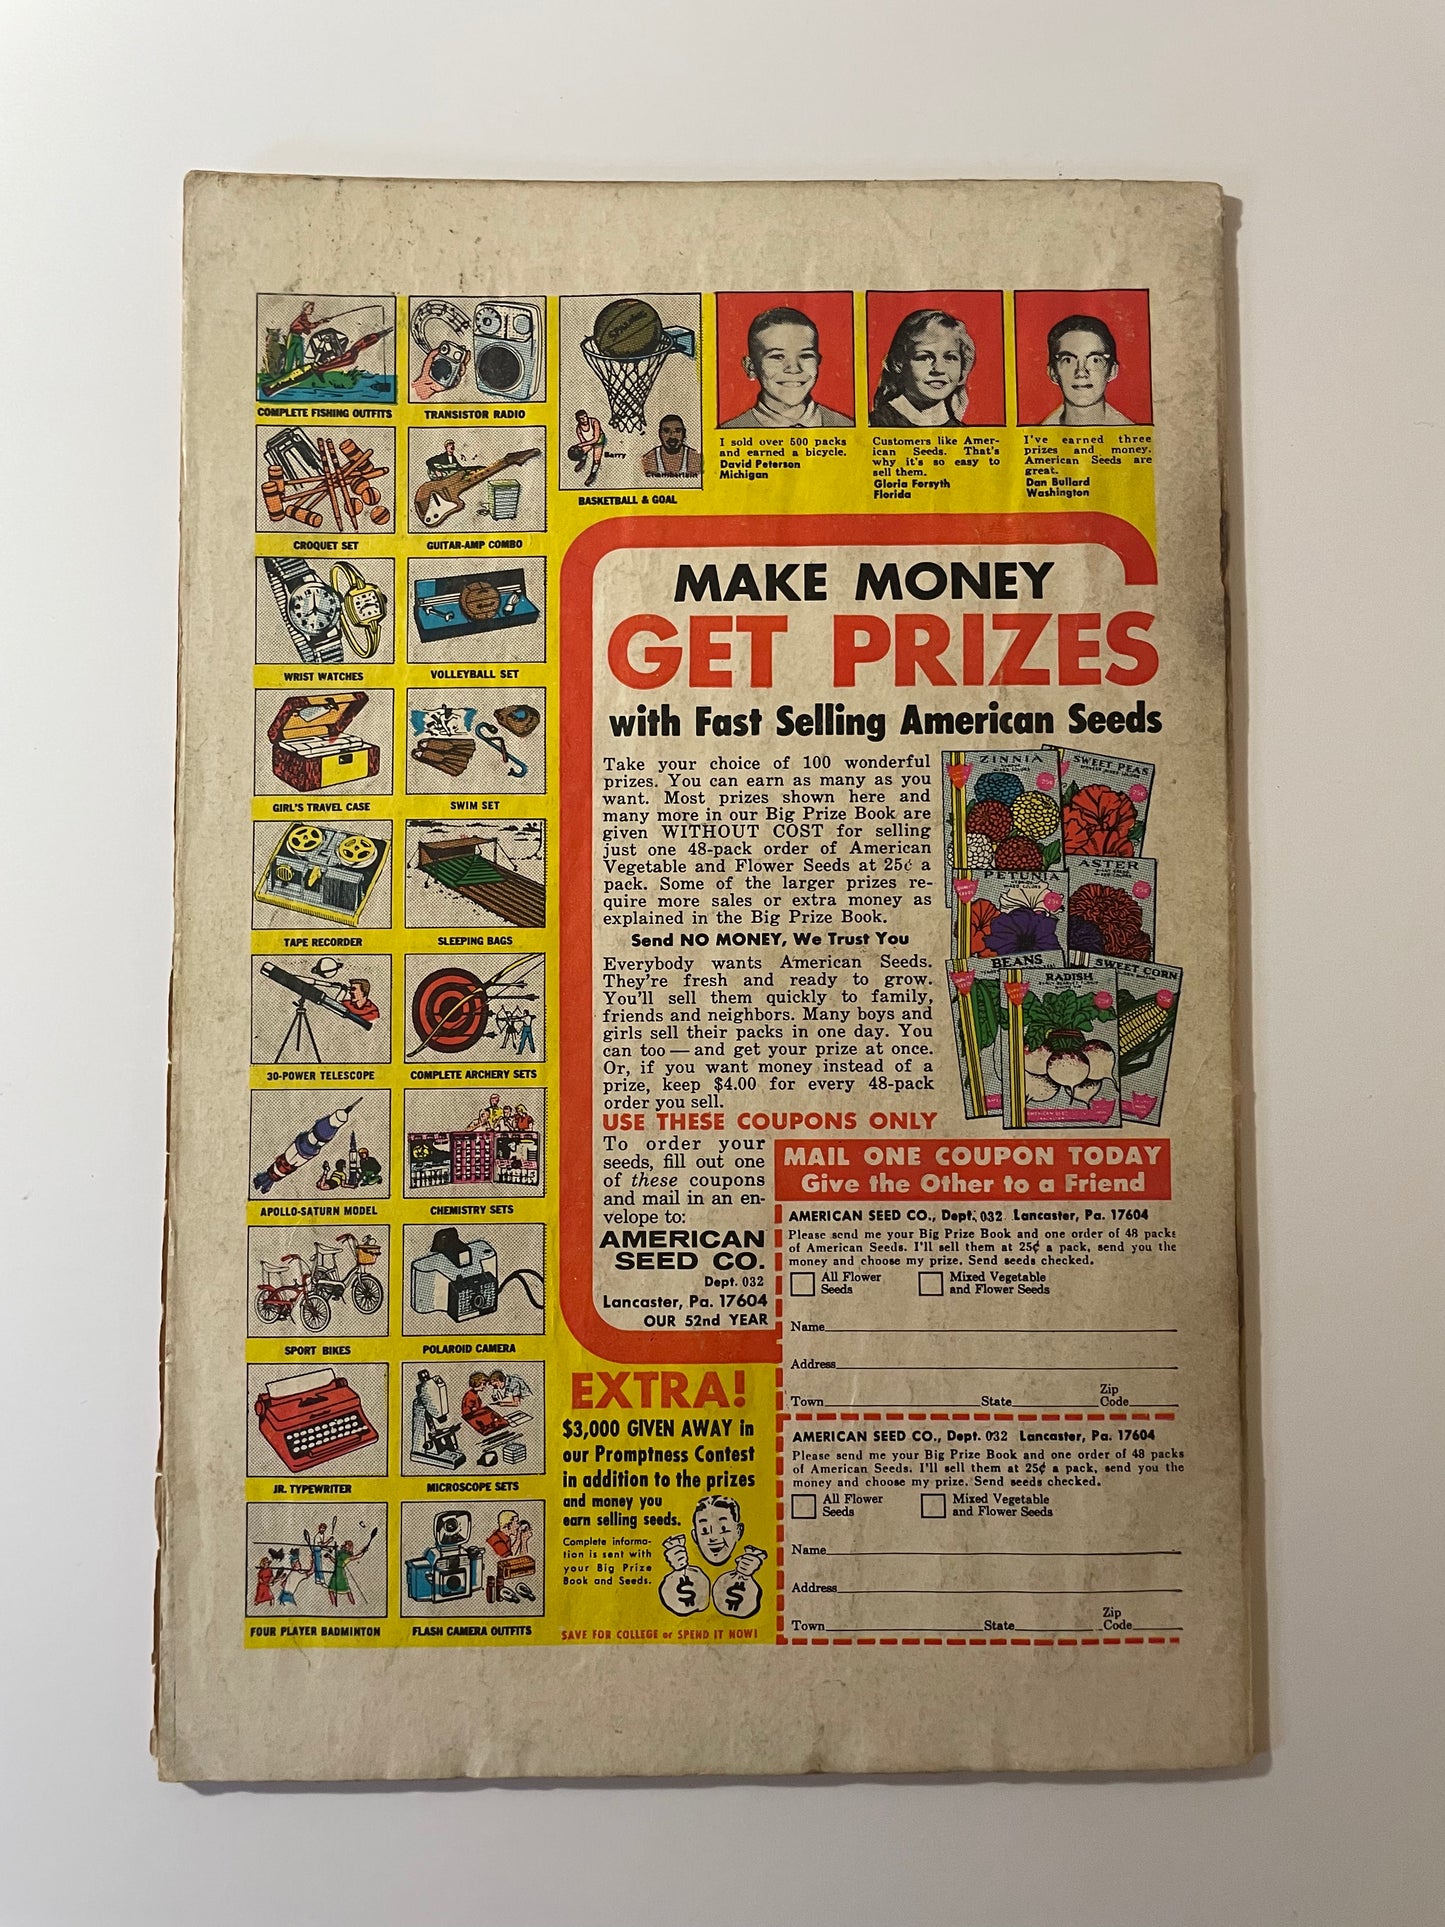 COMPLETE FISHING OUTFITS
TRANSISTOR RADIO
CROQUET SET
GUITAR-AMP COMBO
WRIST WATCHES
VOLLEYBALL SET
GIRL'S TRAVEL CASE
SWIM SET
TAPE RECORDER
SLEEPING BAGS
30-POWER TELESCOPE
COMPLETE ARCHERY SETS
APOLLO-SATURN MODEL
CHEMISTRY SETS
SPORT BIKES
POLAROID CAMERA
JR. TYPEWRITER
MICROSCOPE SETS
FOUR PLAYER BADMINTON
FLASH CAMERA OUTFITS
Spalding
Barry
Chamberlain
BASKETBALL & GOAL
I sold over 500 packs
and earned a bicycle.
David Peterson
Michigan
Customers like Amer-
ican Seeds. That's
why it's so easy to
sell them.
Gloria Forsyth
Florida
I've earned three
prizes and money.
American Seeds are
great.
Dan Bullard
Washington
MAKE MONEY
GET PRIZES
with Fast Selling American Seeds
Take your choice of 100 wonderful
prizes. You can earn as many as you
want. Most prizes shown here and
many more in our Big Prize Book are
given WITHOUT COST for selling
just one 48-pack order of American
Vegetable and Flower Seeds at 25¢ a
pack. Some of the larger prizes re-
quire more sales or extra money as
explained in the Big Prize Book.
Send NO MONEY, We Trust You
Everybody wants American Seeds.
They're fresh and ready to grow.
You'll sell them quickly to family,
friends and neighbors. Many boys and
girls sell their packs in one day. You
can too — and get your prize at once.
Or, if you want money instead of a
prize, keep $4.00 for every 48-pack
order you sell.
ZINNIA
25¢
SWEET PEAS
25¢
PETUNIA
25¢
ASTER
25¢
BEANS
RADISH
25¢
SWEET CORN
25¢
USE THESE COUPONS ONLY
To order your
seeds, fill out one
of these coupons
and mail in an en-
velope to:
AMERICAN
SEED CO.
Dept. 032
Lancaster, Pa. 17604
OUR 52nd YEAR
MAIL ONE COUPON TODAY
Give the Other to a Friend
AMERICAN SEED CO., Dept. 032 Lancaster, Pa. 17604
Please send me your Big Prize Book and one order of 48 packs
of American Seeds. I'll sell them at 25¢ a pack, send you the
money and choose my prize. Send seeds checked.
All Flower Seeds
Mixed Vegetable and Flower Seeds
Name
Address
Town State Zip Code
AMERICAN SEED CO., Dept. 032 Lancaster, Pa. 17604
Please send me your Big Prize Book and one order of 48 packs
of American Seeds. I'll sell them at 25¢ a pack, send you the
money and choose my prize. Send seeds checked.
All Flower Seeds
Mixed Vegetable and Flower Seeds
Name
Address
Town State Zip Code
EXTRA!
$3,000 GIVEN AWAY in
our Promptness Contest
in addition to the prizes
and money you
earn selling seeds.
Complete informa-
tion is sent with
your Big Prize
Book and Seeds.
$ $
SAVE FOR COLLEGE or SPEND IT NOW!